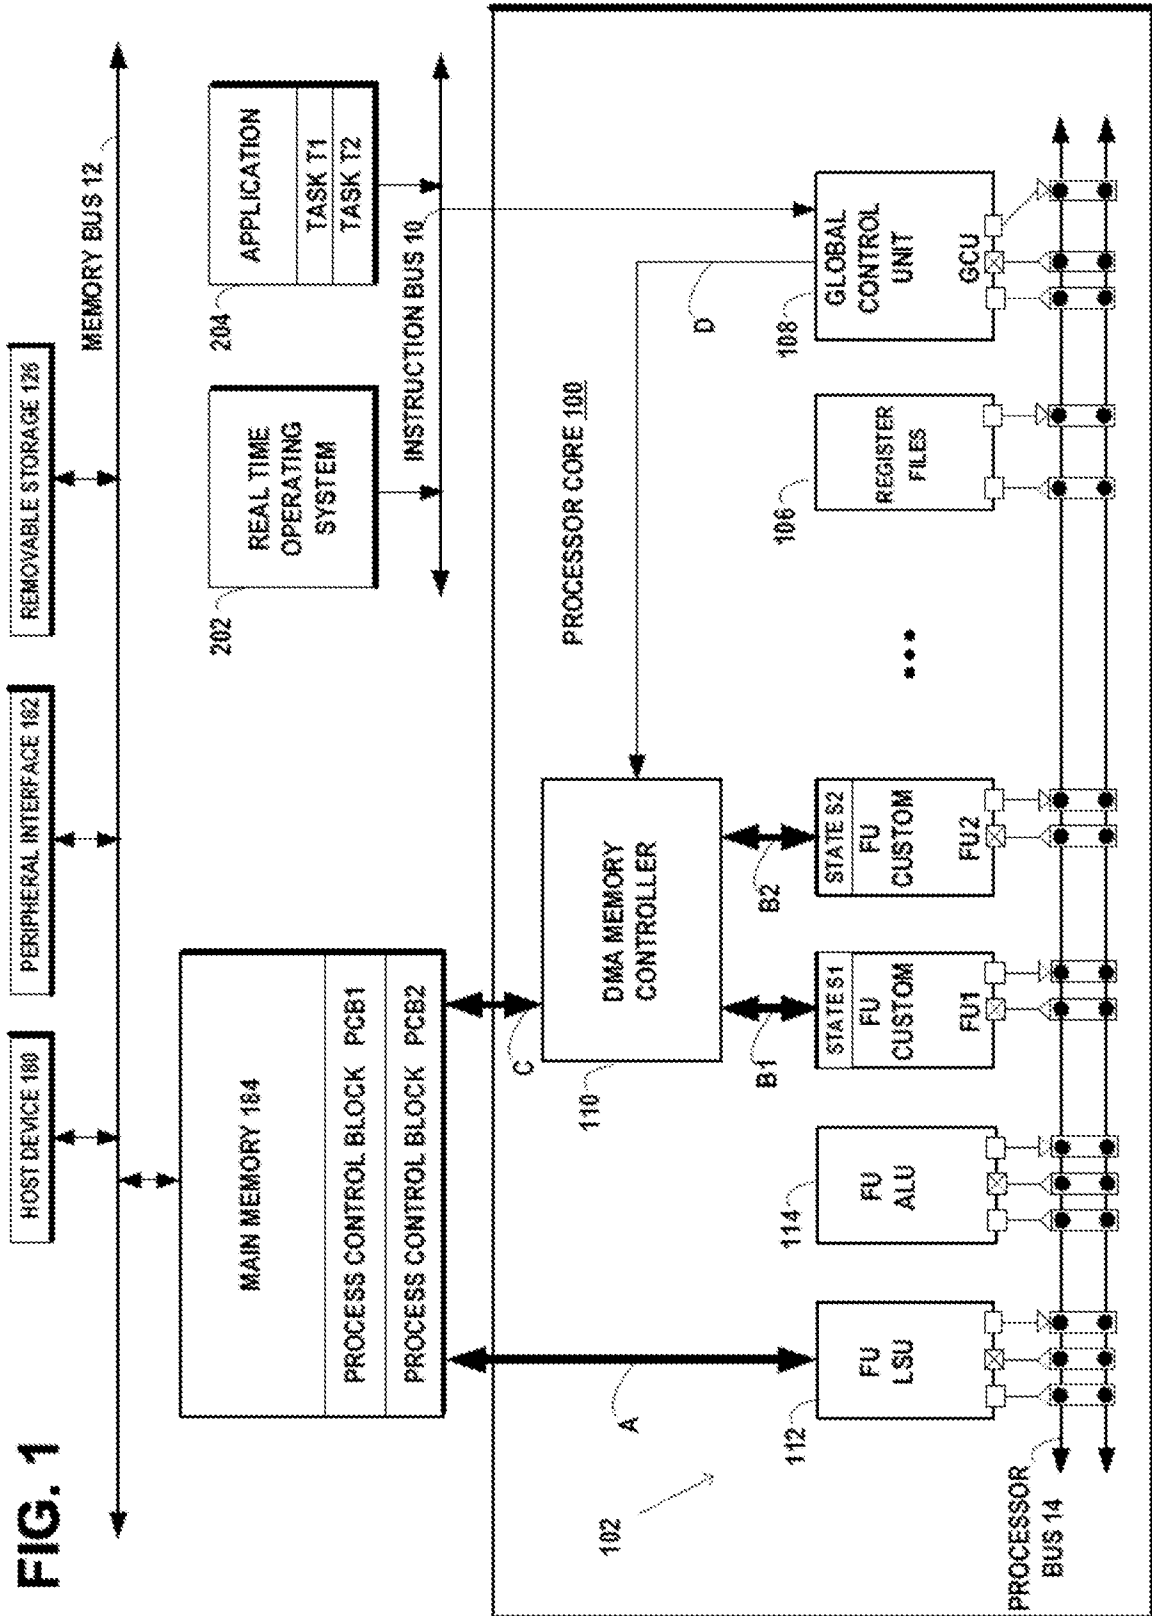 FIG. 1
HOST DEVICE 180
PERIPHERAL INTERFACE 182
REMOVABLE STORAGE 126
MEMORY BUS 12
MAIN MEMORY 184
PROCESS CONTROL BLOCK PCB1
PROCESS CONTROL BLOCK PCB2
REAL TIME
OPERATING
SYSTEM
202
APPLICATION
TASK T1
TASK T2
204
INSTRUCTION BUS 10
PROCESSOR CORE 100
A
C
D
DMA MEMORY
CONTROLLER
110
B1
B2
102
112
FU
LSU
114
FU
ALU
STATE S1
FU
CUSTOM
FU1
STATE S2
FU
CUSTOM
FU2
106
REGISTER
FILES
108
GLOBAL
CONTROL
UNIT
GCU
PROCESSOR
BUS 14